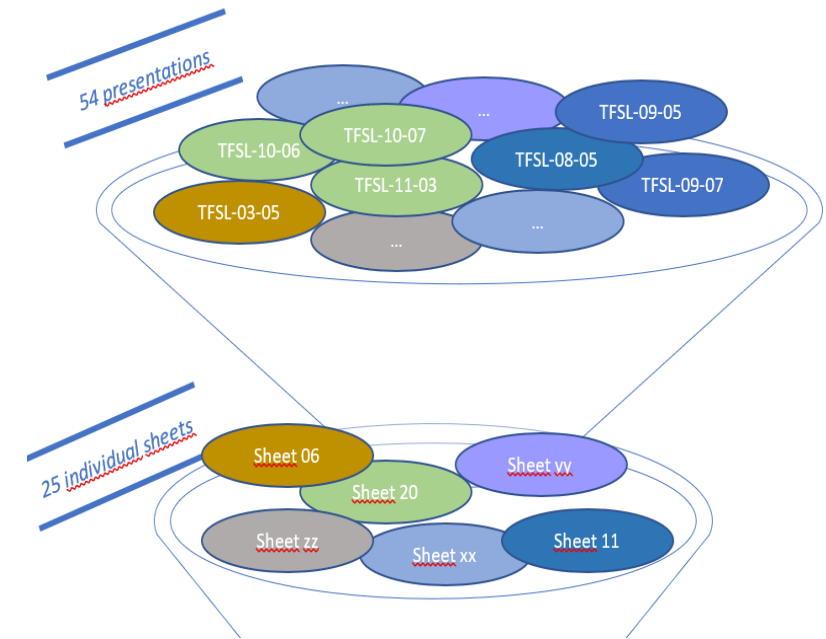 54 presentations
...
...
TFSL-09-05
TFSL-10-07
TFSL-10-06
TFSL-08-05
TFSL-11-03
TFSL-09-07
TFSL-03-05
...
...
25 individual sheets
Sheet 06
Sheet vv
Sheet 20
Sheet zz
Sheet xx
Sheet 11